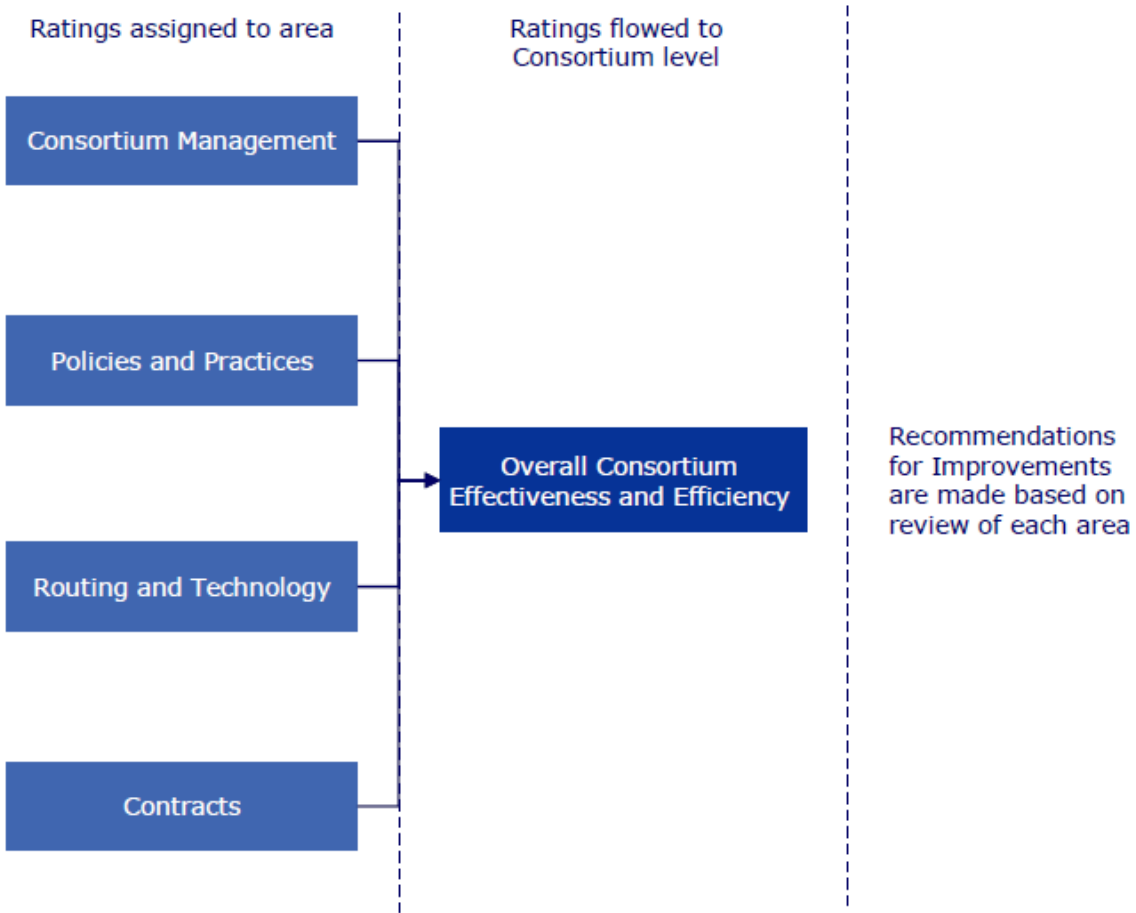 Ratings assigned to area
Ratings flowed to
Consortium level
Consortium Management
Policies and Practices
Routing and Technology
Contracts
Overall Consortium
Effectiveness and Efficiency
Recommendations
for Improvements
are made based on
review of each area